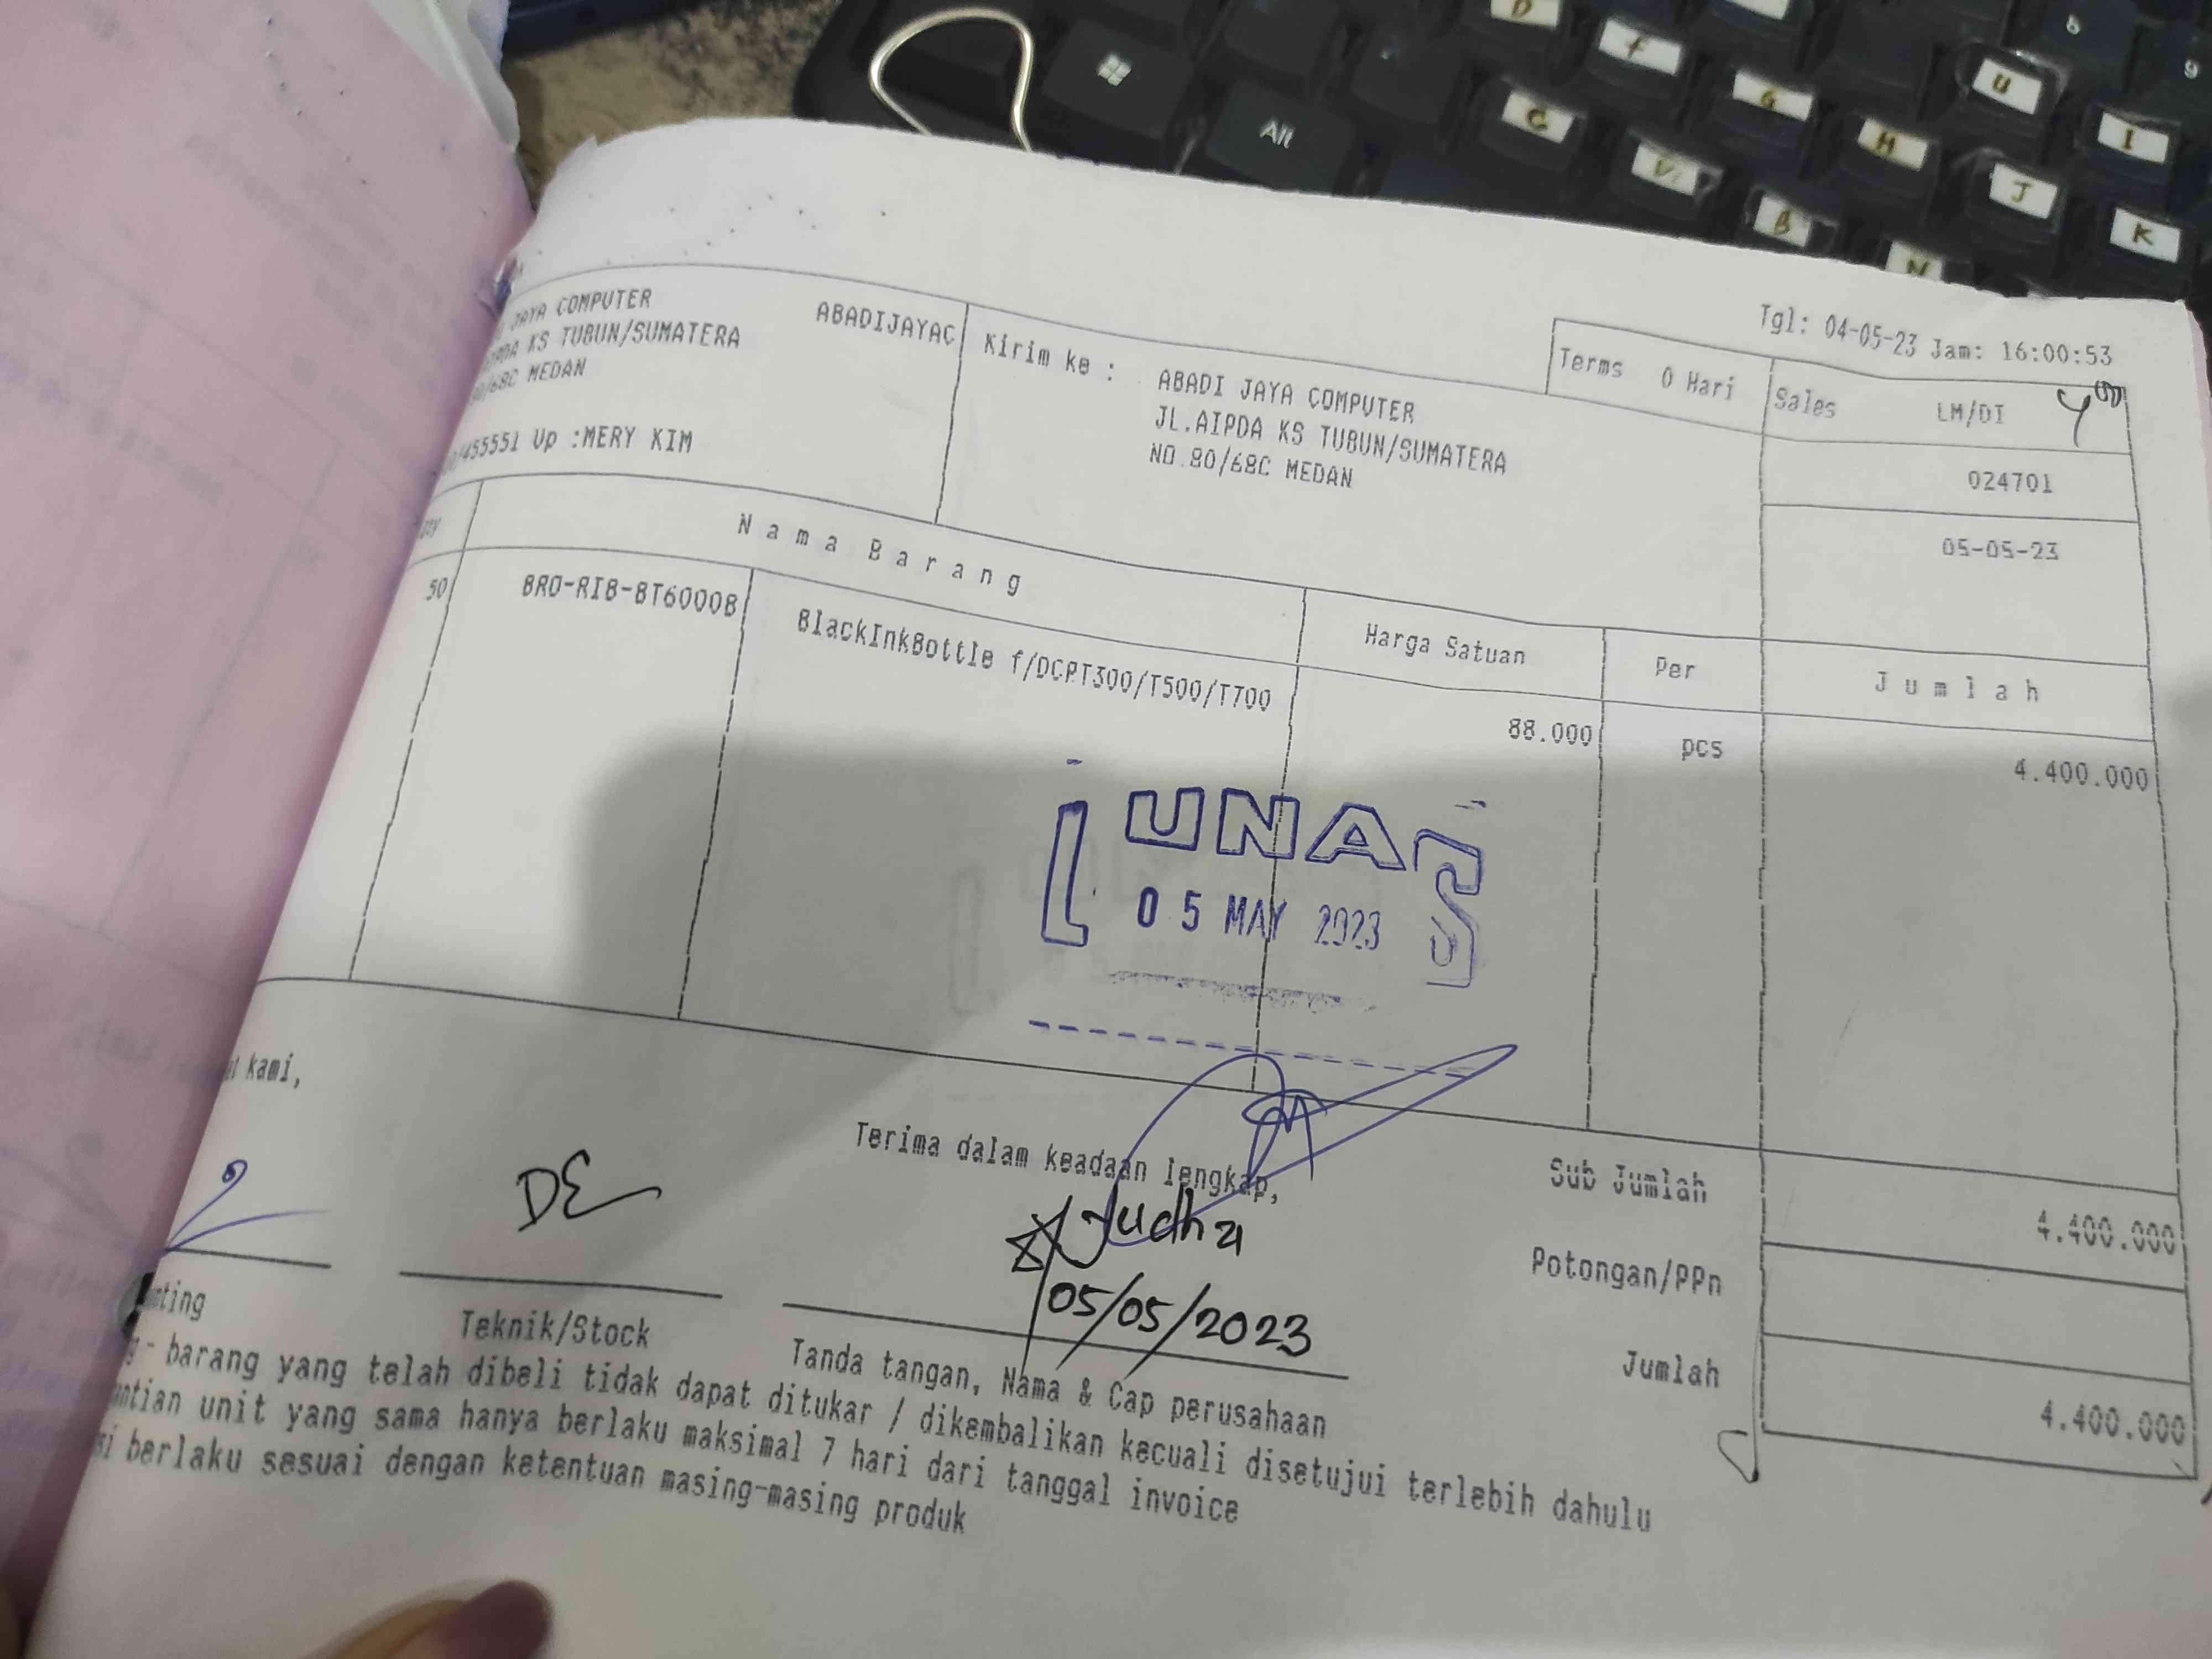 Tgl: 04-05-23 Jam: 16:00:53
JAYA COMPUTER
ABADIJAYAC
KS TUBUN/SUMATERA
/68C MEDAN
/455551 Up :MERY KIM
Kirim ke :
ABADI JAYA COMPUTER
JL.AIPDA KS TUBUN/SUMATERA
NO.80/68C MEDAN
Terms 0 Hari
Sales LM/DI
024701
05-05-23
Nama Barang
Harga Satuan
Per
Jumlah
50
BRO-RIB-BT6000B
BlackInkBottle f/DCPT300/T500/T700
88.000
pcs
4.400.000
LUNAS
05 MAY 2023
kami,
Terima dalam keadaan lengkap,
DE
Yudha
05/05/2023
Sub Jumlah
4.400.000
Potongan/PPn
Jumlah
4.400.000
Teknik/Stock
Tanda tangan, Nama & Cap perusahaan
- barang yang telah dibeli tidak dapat ditukar / dikembalikan kecuali disetujui terlebih dahulu
unit yang sama hanya berlaku maksimal 7 hari dari tanggal invoice
berlaku sesuai dengan ketentuan masing-masing produk
Alt
D
F
G
C
V
B
H
N
U
J
I
K